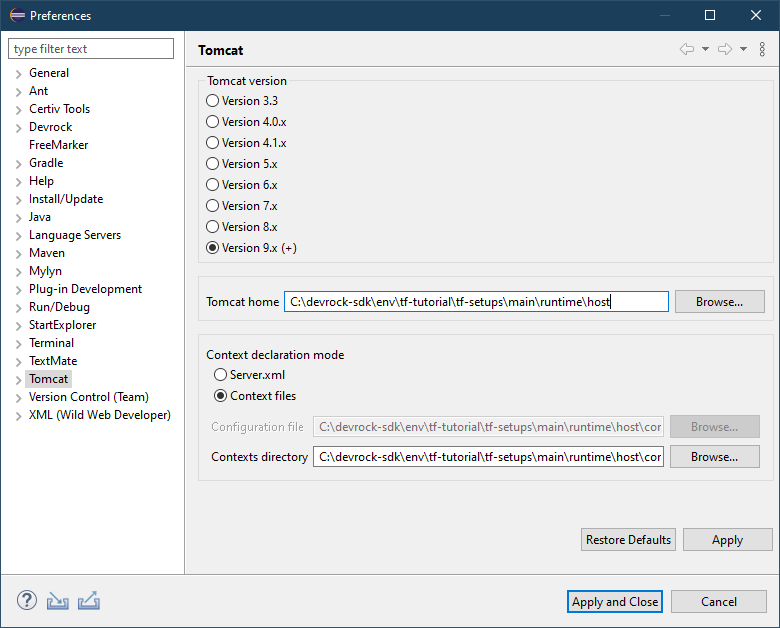 Preferences
type filter text
General
Ant
Certiv Tools
Devrock
FreeMarker
Gradle
Help
Install/Update
Java
Language Servers
Maven
Mylyn
Plug-in Development
Run/Debug
StartExplorer
Terminal
TextMate
Tomcat
Version Control (Team)
XML (Wild Web Developer)
Tomcat
Tomcat version
Version 3.3
Version 4.0.x
Version 4.1.x
Version 5.x
Version 6.x
Version 7.x
Version 8.x
Version 9.x (+)
Tomcat home C:\devrock-sdk\env\tf-tutorial\tf-setups\main\runtime\host Browse...
Context declaration mode
Server.xml
Context files
Configuration file C:\devrock-sdk\env\tf-tutorial\tf-setups\main\runtime\host\cor Browse...
Contexts directory C:\devrock-sdk\env\tf-tutorial\tf-setups\main\runtime\host\cor Browse...
Restore Defaults Apply
? Apply and Close Cancel